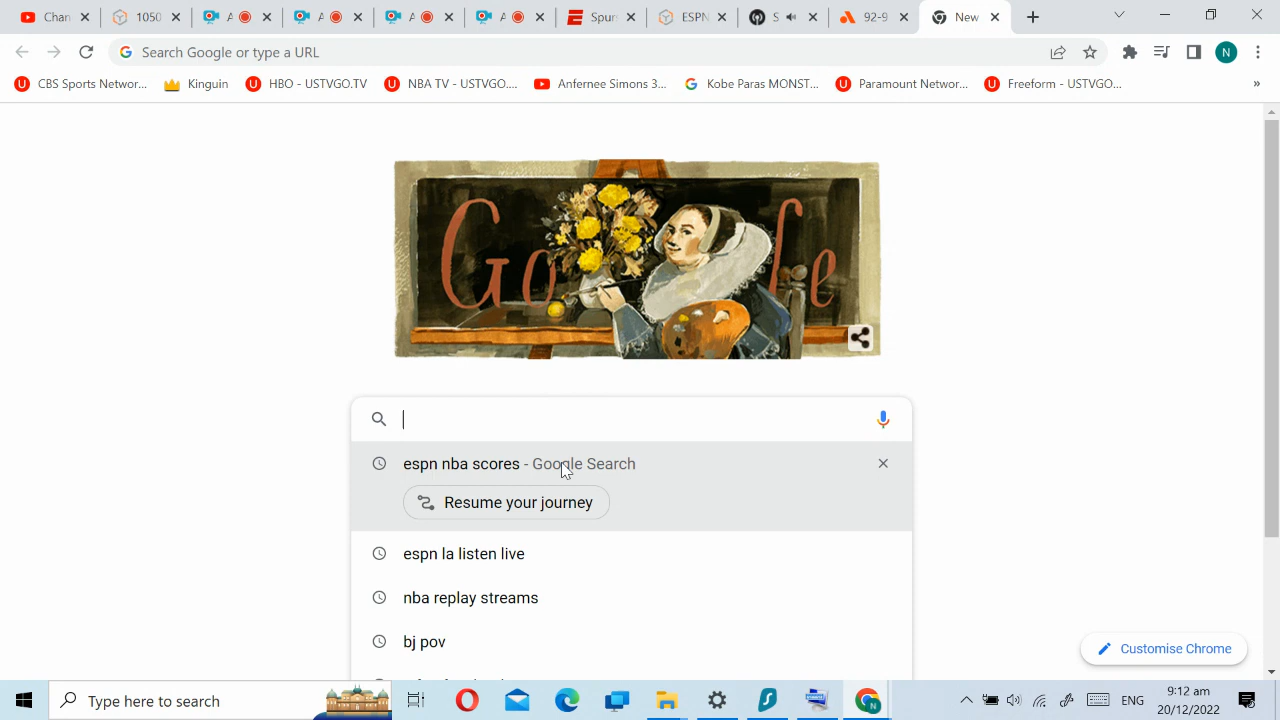 Chan
1050
A
A
A
A
Spur
ESPN
S
92-9
New
Search Google or type a URL
N
CBS Sports Networ...
Kinguin
HBO - USTVGO.TV
NBA TV - USTVGO....
Anfernee Simons 3...
Kobe Paras MONST...
Paramount Networ...
Freeform - USTVGO...
»
Go le
espn nba scores - Google Search
Resume your journey
espn la listen live
nba replay streams
bj pov
Customise Chrome
Type here to search
ENG
9:12 am
20/12/2022